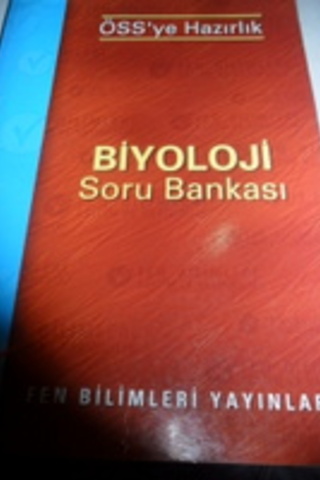 ÖSS'ye Hazırlık
BİYOLOJİ
Soru Bankası
FEN BİLİMLERİ YAYINLAR